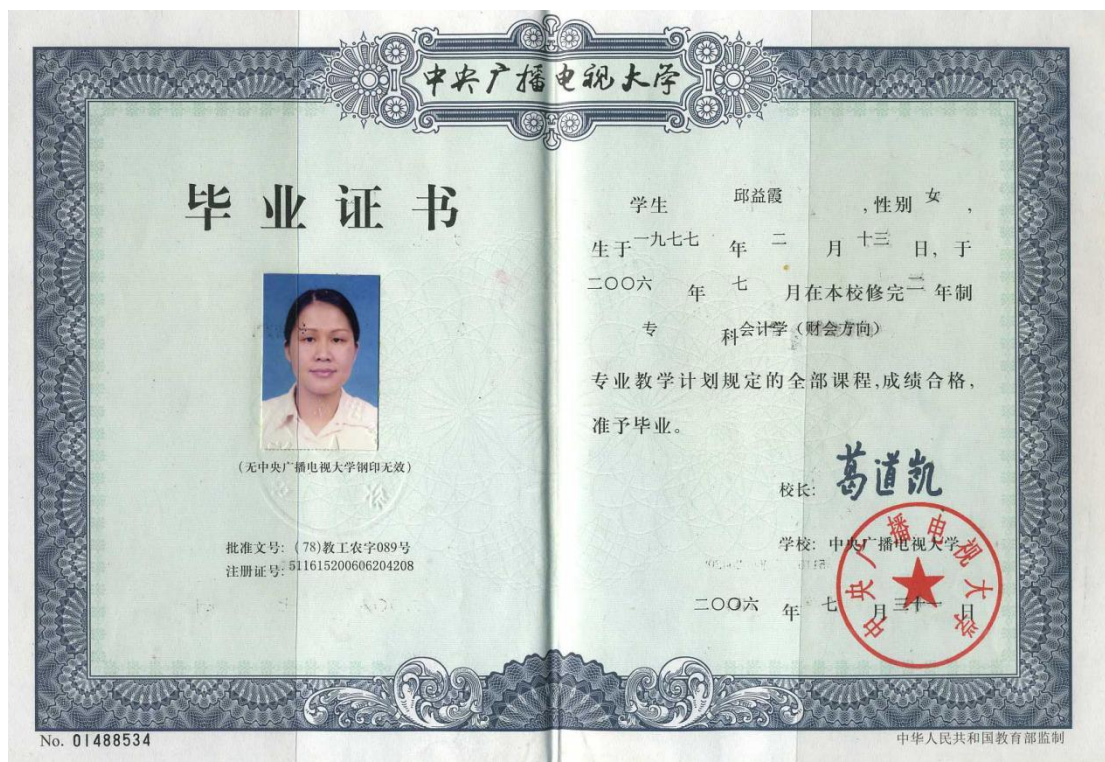 中央广播电视大学
毕业证书
(无中央广播电视大学钢印无效)
批准文号:(78)教工农字089号
注册证号:511615200606204208
学生 邱益霞 ,性别 女 ,
生于一九七七 年 二 月 十三 日, 于
二〇〇六 年 七 月在本校修完 年制
专 科会计学(财会方向)
专业教学计划规定的全部课程,成绩合格,
准予毕业。
校长: 葛道凯
学校: 中央广播电视大学
二〇〇六 年 七 月 三十一 日
中央广播电视大学
No. 01488534
中华人民共和国教育部监制